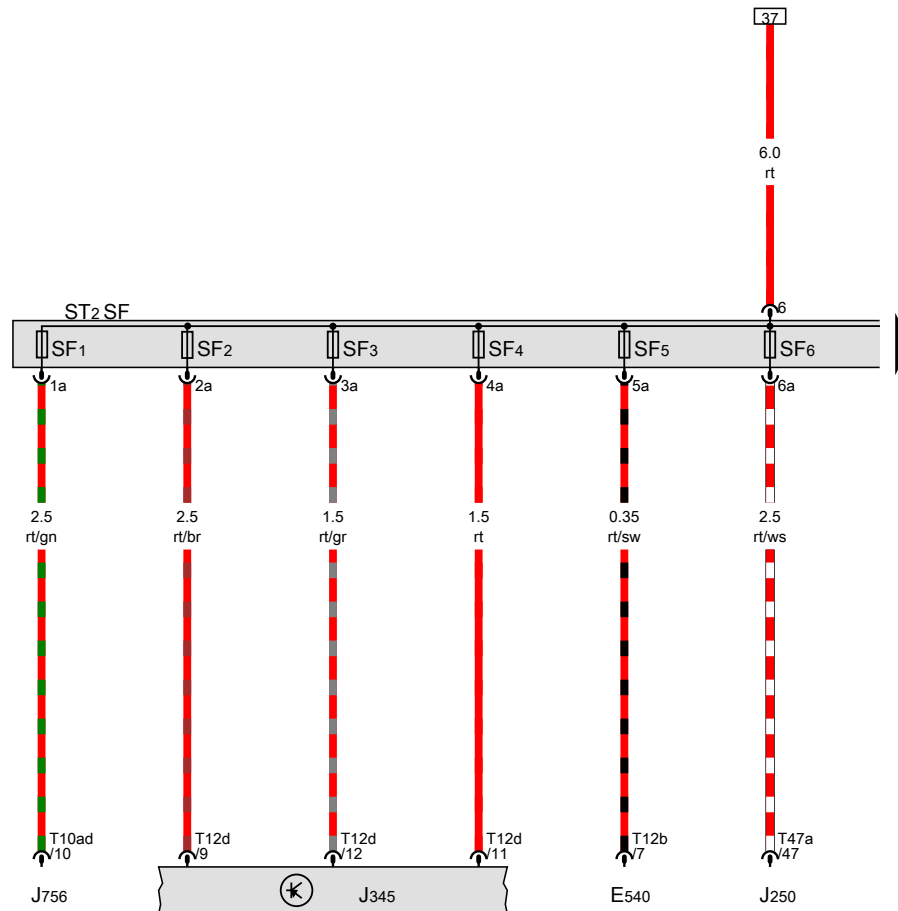 37
6.0
rt
6
ST2 SF
SF1 SF2 SF3 SF4 SF5 SF6
1a 2a 3a 4a 5a 6a
2.5 2.5 1.5 1.5 0.35 2.5
rt/gn rt/br rt/gr rt rt/sw rt/ws
T10ad T12d T12d T12d T12b T47a
/10 /9 /12 /11 /7 /47
J756 J345 E540 J250